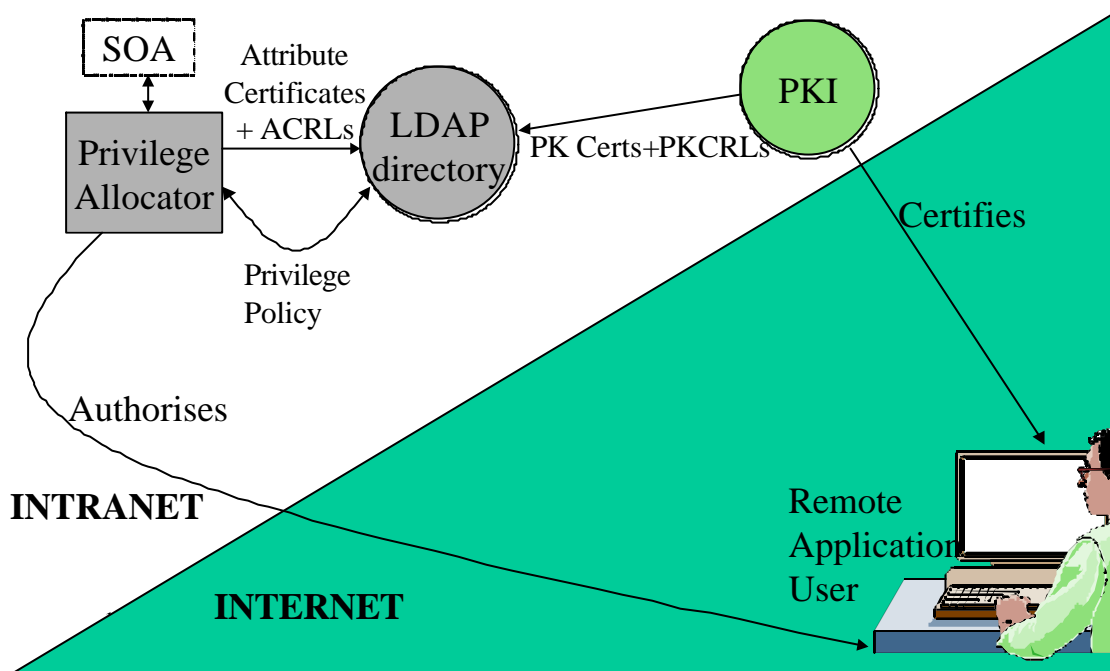 SOA
Attribute
Certificates
+ ACRLs
PKI
LDAP
directory
PK Certs+PKCRLs
Privilege
Allocator
Certifies
Privilege
Policy
Authorises
INTRANET
Remote
Application
User
INTERNET